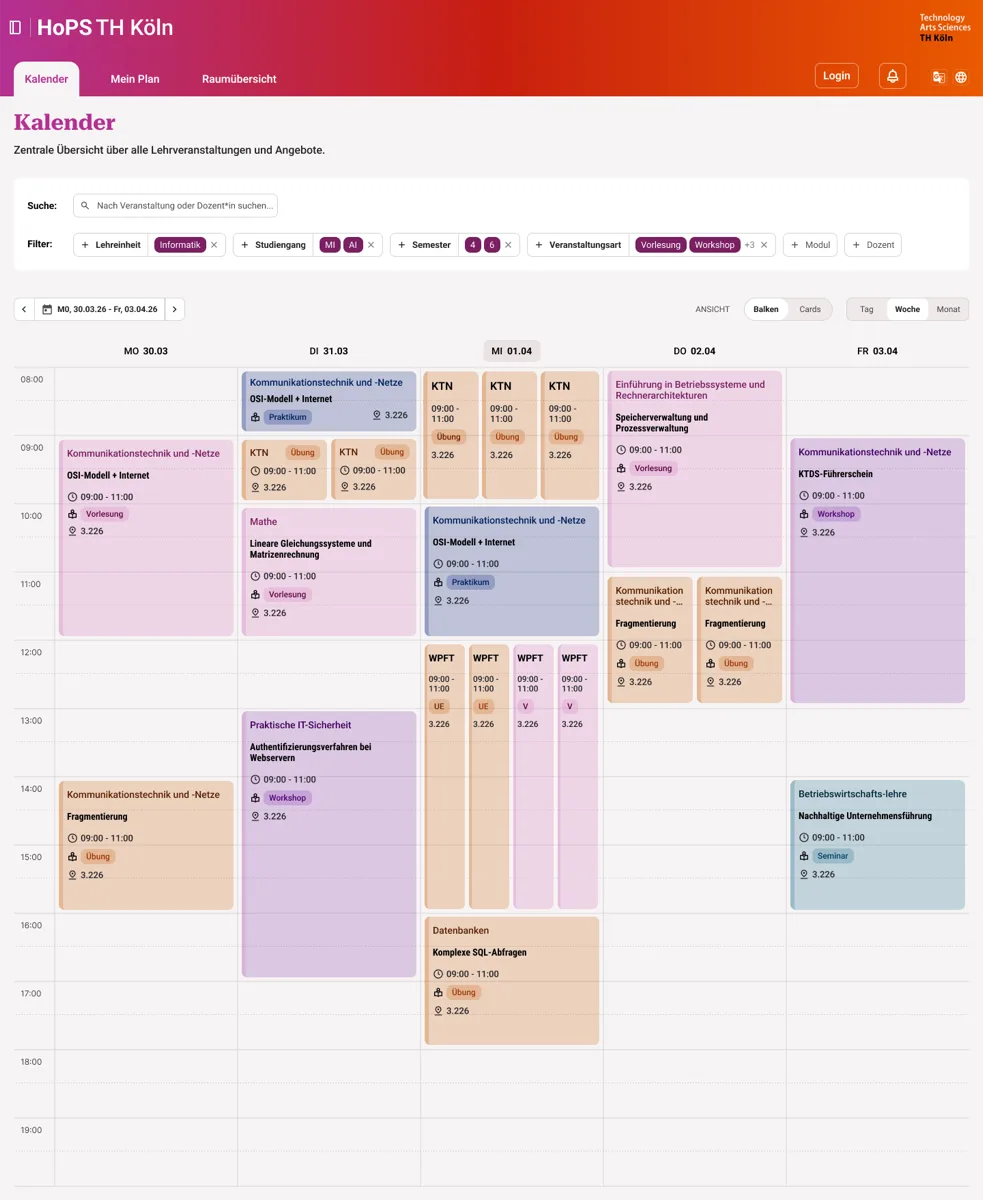 HoPS TH Köln
Technology
Arts Sciences
TH Köln
Kalender
Mein Plan
Raumübersicht
Login
Kalender
Zentrale Übersicht über alle Lehrveranstaltungen und Angebote.
Suche:
Nach Veranstaltung oder Dozent*in suchen...
Filter:
+ Lehreinheit Informatik ×
+ Studiengang MI AI ×
+ Semester 4 6 ×
+ Veranstaltungsart Vorlesung Workshop +3 ×
+ Modul
+ Dozent
< MO, 30.03.26 - Fr, 03.04.26 >
ANSICHT
Balken
Cards
Tag
Woche
Monat
MO 30.03
DI 31.03
MI 01.04
DO 02.04
FR 03.04
08:00
09:00
10:00
11:00
12:00
13:00
14:00
15:00
16:00
17:00
18:00
19:00
Kommunikationstechnik und -Netze
OSI-Modell + Internet
09:00 - 11:00
Vorlesung
3.226
Kommunikationstechnik und -Netze
Fragmentierung
09:00 - 11:00
Übung
3.226
Kommunikationstechnik und -Netze
OSI-Modell + Internet
Praktikum
3.226
KTN
Übung
09:00 - 11:00
3.226
KTN
Übung
09:00 - 11:00
3.226
Mathe
Lineare Gleichungssysteme und
Matrizenrechnung
09:00 - 11:00
Vorlesung
3.226
Praktische IT-Sicherheit
Authentifizierungsverfahren bei
Webservern
09:00 - 11:00
Workshop
3.226
KTN
09:00 -
11:00
Übung
3.226
KTN
09:00 -
11:00
Übung
3.226
KTN
09:00 -
11:00
Übung
3.226
Kommunikationstechnik und -Netze
OSI-Modell + Internet
09:00 - 11:00
Praktikum
3.226
WPFT
09:00 -
11:00
UE
3.226
WPFT
09:00 -
11:00
UE
3.226
WPFT
09:00 -
11:00
V
3.226
WPFT
09:00 -
11:00
V
3.226
Datenbanken
Komplexe SQL-Abfragen
09:00 - 11:00
Übung
3.226
Einführung in Betriebssysteme und
Rechnerarchitekturen
Speicherverwaltung und
Prozessverwaltung
09:00 - 11:00
Vorlesung
3.226
Kommunikation
stechnik und -...
Fragmentierung
09:00 - 11:00
Übung
3.226
Kommunikation
stechnik und -...
Fragmentierung
09:00 - 11:00
Übung
3.226
Kommunikationstechnik und -Netze
KTDS-Führerschein
09:00 - 11:00
Workshop
3.226
Betriebswirtschafts-lehre
Nachhaltige Unternehmensführung
09:00 - 11:00
Seminar
3.226